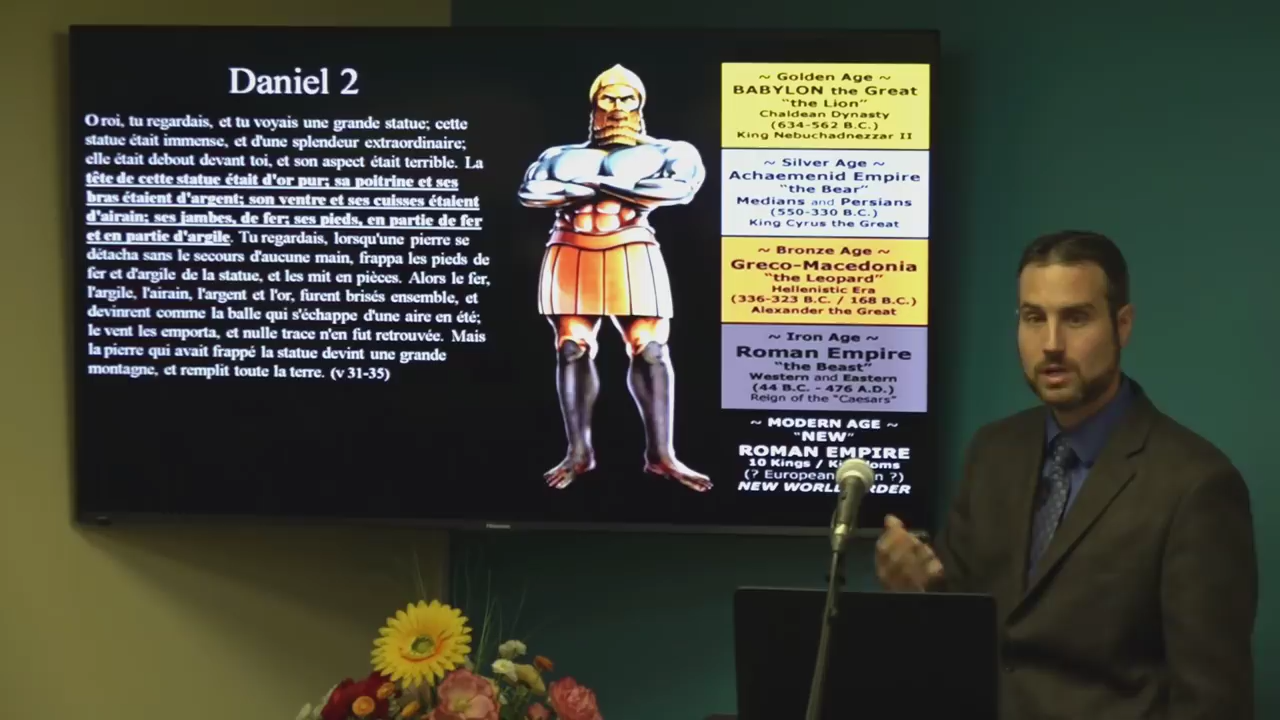 Daniel 2
O roi, tu regardais, et tu voyais une grande statue; cette
statue était immense, et d'une splendeur extraordinaire;
elle était debout devant toi, et son aspect était terrible. La
tête de cette statue était d'or pur; sa poitrine et ses
bras étaient d'argent; son ventre et ses cuisses étaient
d'airain; ses jambes, de fer; ses pieds, en partie de fer
et en partie d'argile. Tu regardais, lorsqu'une pierre se
détacha sans le secours d'aucune main, frappa les pieds de
fer et d'argile de la statue, et les mit en pièces. Alors le fer,
l'argile, l'airain, l'argent et l'or, furent brisés ensemble, et
devinrent comme la balle qui s'échappe d'une aire en été;
le vent les emporta, et nulle trace n'en fut retrouvée. Mais
la pierre qui avait frappé la statue devint une grande
montagne, et remplit toute la terre. (v 31-35)
~ Golden Age ~
BABYLON the Great
"the Lion"
Chaldean Dynasty
(634-562 B.C.)
King Nebuchadnezzar II
~ Silver Age ~
Achaemenid Empire
"the Bear"
Medians and Persians
(550-330 B.C.)
King Cyrus the Great
~ Bronze Age ~
Greco-Macedonia
"the Leopard"
Hellenistic Era
(336-323 B.C. / 168 B.C.)
Alexander the Great
~ Iron Age ~
Roman Empire
"the Beast"
Western and Eastern
(44 B.C. - 476 A.D.)
Reign of the "Caesars"
~ MODERN AGE ~
"NEW"
ROMAN EMPIRE
10 Kings /
(? European ?)
NEW
Hisense